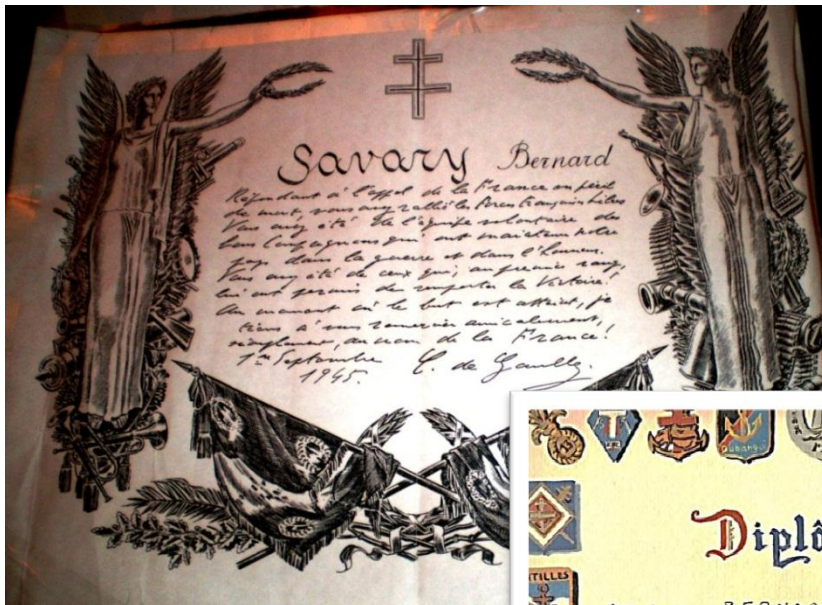 Savary Bernard
Répondant à l'appel de la France en péril
de mort, vous avez rallié les Forces françaises libres
Vous avez été de l'équipe volontaire des
bons compagnons qui ont maintenu notre
pays dans la guerre et dans l'honneur.
Vous avez été de ceux qui, au premier rang,
lui ont permis de remporter la Victoire!
Au moment où le but est atteint, je
tiens à vous remercier amicalement,
simplement, au nom de la France!
1er Septembre
1945.
C. de Gaulle.
Dipl
TILLES